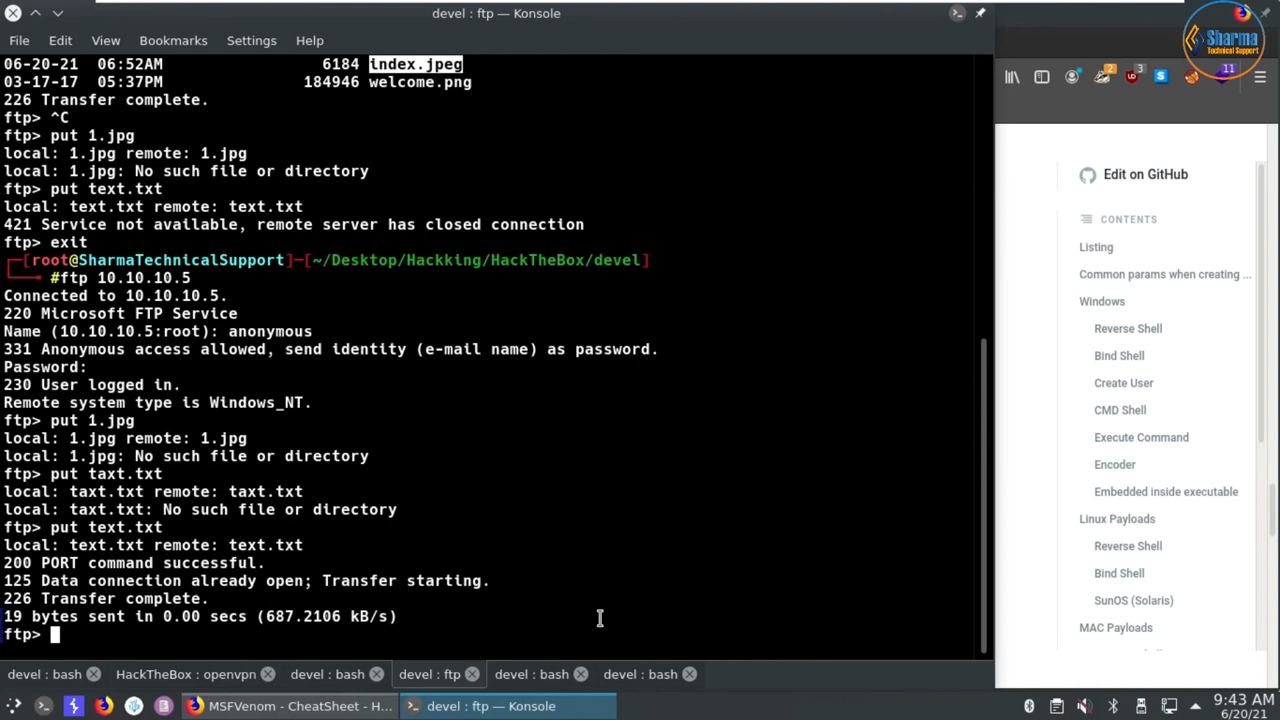 devel : ftp — Konsole
File Edit View Bookmarks Settings Help
06-20-21 06:52AM 6184 index.jpeg
03-17-17 05:37PM 184946 welcome.png
226 Transfer complete.
ftp> ^C
ftp> put 1.jpg
local: 1.jpg remote: 1.jpg
local: 1.jpg: No such file or directory
ftp> put text.txt
local: text.txt remote: text.txt
421 Service not available, remote server has closed connection
ftp> exit
[root@SharmaTechnicalSupport]─[~/Desktop/Hackking/HackTheBox/devel]
#ftp 10.10.10.5
Connected to 10.10.10.5.
220 Microsoft FTP Service
Name (10.10.10.5:root): anonymous
331 Anonymous access allowed, send identity (e-mail name) as password.
Password:
230 User logged in.
Remote system type is Windows_NT.
ftp> put 1.jpg
local: 1.jpg remote: 1.jpg
local: 1.jpg: No such file or directory
ftp> put taxt.txt
local: taxt.txt remote: taxt.txt
local: taxt.txt: No such file or directory
ftp> put text.txt
local: text.txt remote: text.txt
200 PORT command successful.
125 Data connection already open; Transfer starting.
226 Transfer complete.
19 bytes sent in 0.00 secs (687.2106 kB/s)
ftp>
devel : bash HackTheBox : openvpn devel : bash devel : ftp devel : bash devel : bash
MSFVenom - CheatSheet - H... devel : ftp — Konsole
9:43 AM
6/20/21
Sharma
Technical Support
2 3 11
Edit on GitHub
CONTENTS
Listing
Common params when creating ...
Windows
Reverse Shell
Bind Shell
Create User
CMD Shell
Execute Command
Encoder
Embedded inside executable
Linux Payloads
Reverse Shell
Bind Shell
SunOS (Solaris)
MAC Payloads